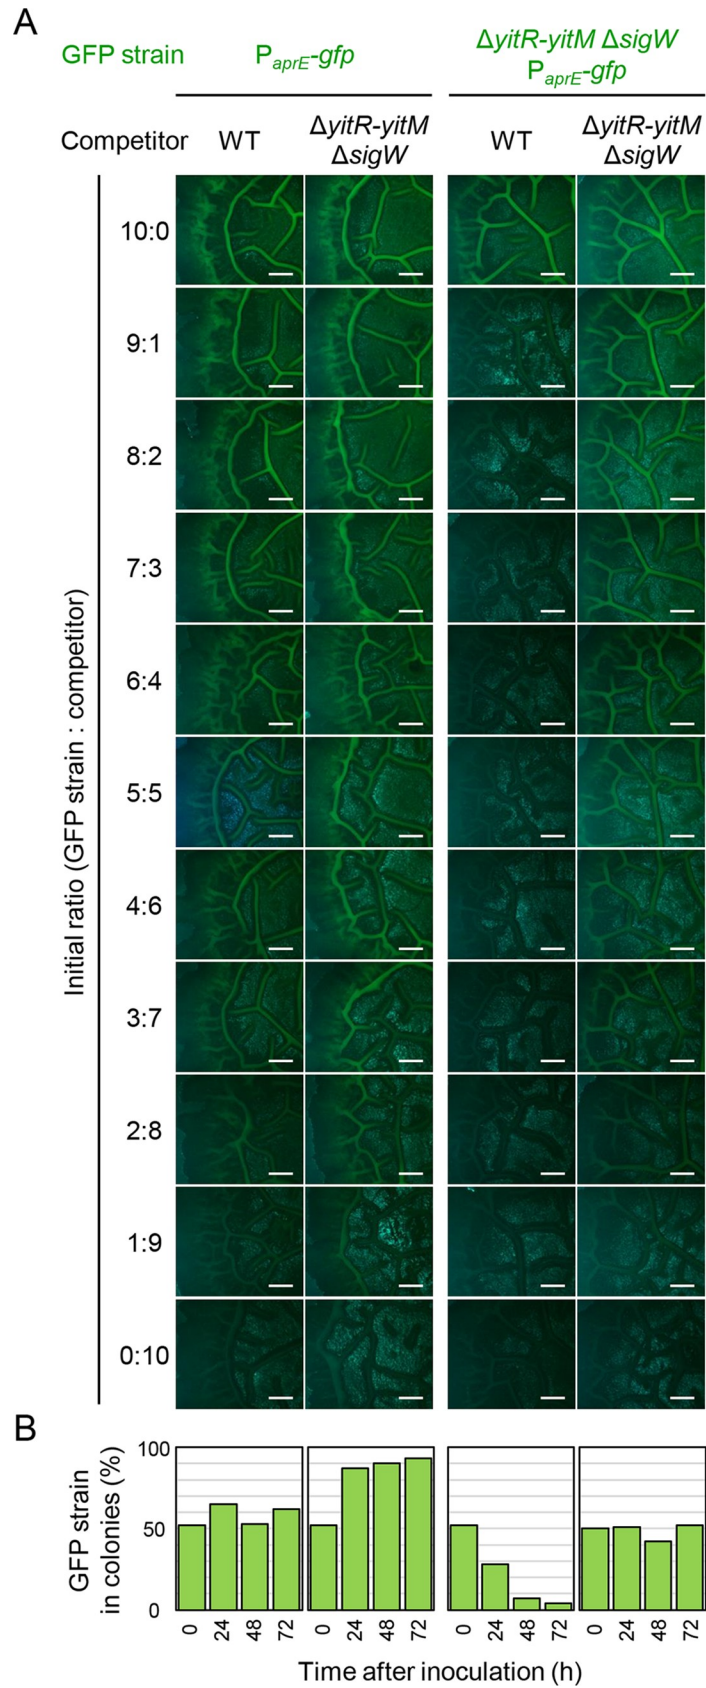 A
GFP strain
PaprE-gfp
ΔyitR-yitM ΔsigW
PaprE-gfp
Competitor
WT
ΔyitR-yitM
ΔsigW
WT
ΔyitR-yitM
ΔsigW
Initial ratio (GFP strain : competitor)
10:0
9:1
8:2
7:3
6:4
5:5
4:6
3:7
2:8
1:9
0:10
B
GFP strain
in colonies (%)
100
50
0
0 24 48 72 0 24 48 72 0 24 48 72 0 24 48 72
Time after inoculation (h)